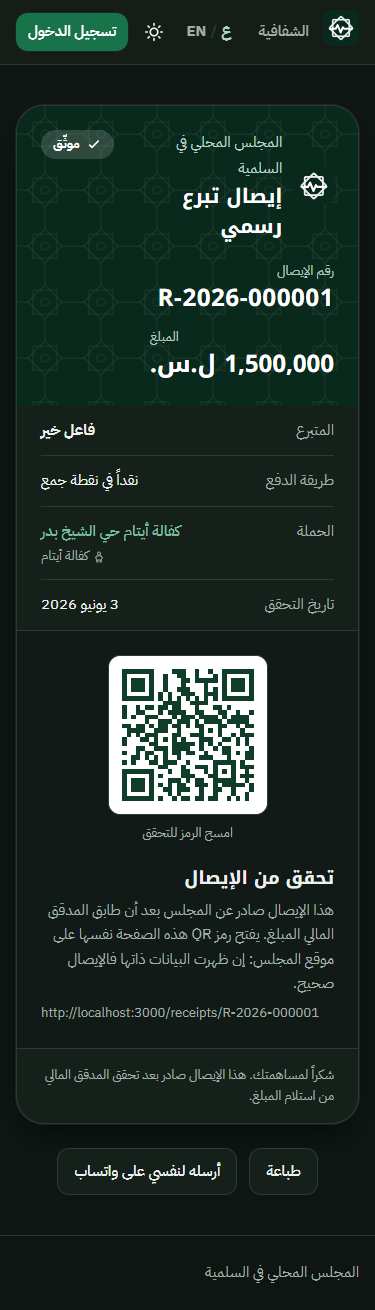 الشفافية
ع / EN
تسجيل الدخول
المجلس المحلي في
السلمية
إيصال تبرع
رسمي
موثّق
رقم الإيصال
R-2026-000001
المبلغ
1,500,000 ل.س.
المتبرع
فاعل خير
طريقة الدفع
نقداً في نقطة جمع
الحملة
كفالة أيتام حي الشيخ بدر
كفالة أيتام
تاريخ التحقق
3 يونيو 2026
امسح الرمز للتحقق
تحقق من الإيصال
هذا الإيصال صادر عن المجلس بعد أن طابق المدقق
المالي المبلغ. يفتح رمز QR هذه الصفحة نفسها على
موقع المجلس: إن ظهرت البيانات ذاتها فالإيصال
صحيح.
http://localhost:3000/receipts/R-2026-000001
شكراً لمساهمتك. هذا الإيصال صادر بعد تحقق المدقق المالي
من استلام المبلغ.
طباعة
أرسله لنفسي على واتساب
المجلس المحلي في السلمية